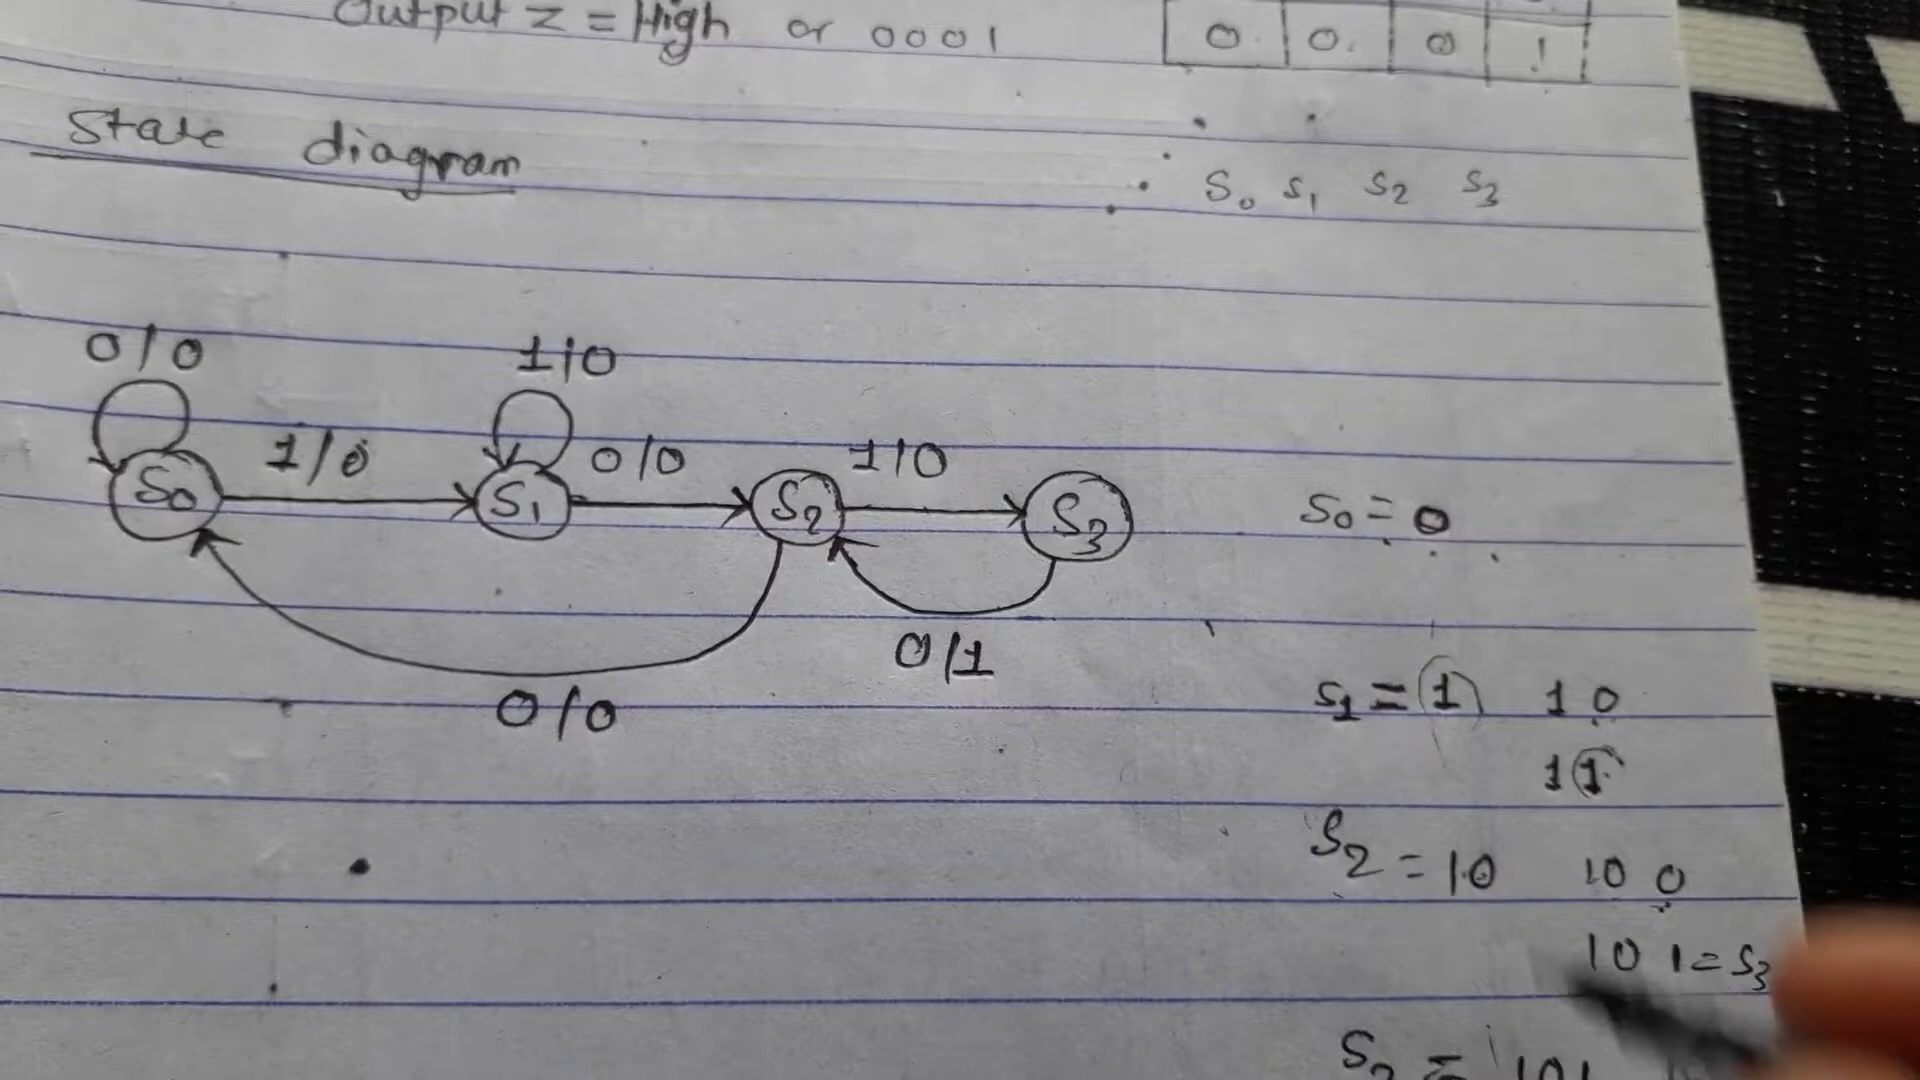 Output Z = High or 0001
0 0 0 1
State diagram
S0 S1 S2 S3
0/0
1/0
1/0
0/0
1/0
S0
S1
S2
S3
S0 = 0
0/1
0/0
S1 = 1 1 0
1 1
S2 = 10 10 0
10 1 = S3
= 101